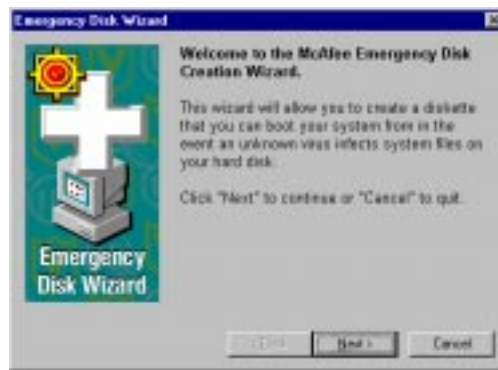 Emergency Disk Wizard
Welcome to the McAfee Emergency Disk
Creation Wizard.
This wizard will allow you to create a diskette
that you can boot your system from in the
event an unknown virus infects system files on
your hard disk.
Click "Next" to continue or "Cancel" to quit.
Emergency
Disk Wizard
< Back
Next >
Cancel